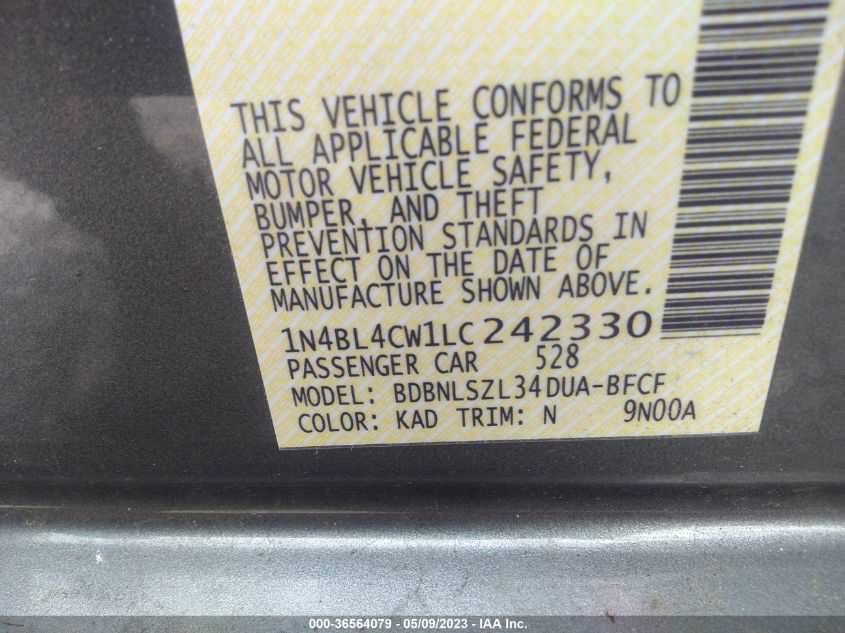 THIS VEHICLE CONFORMS TO
ALL APPLICABLE FEDERAL
MOTOR VEHICLE SAFETY,
BUMPER, AND THEFT
PREVENTION STANDARDS IN
EFFECT ON THE DATE OF
MANUFACTURE SHOWN ABOVE.
1N4BL4CW1LC242330
PASSENGER CAR 528
MODEL: BDBNLSZL34DUA-BFCF
COLOR: KAD TRIM: N 9N00A
000-36564079 - 05/09/2023 - IAA Inc.